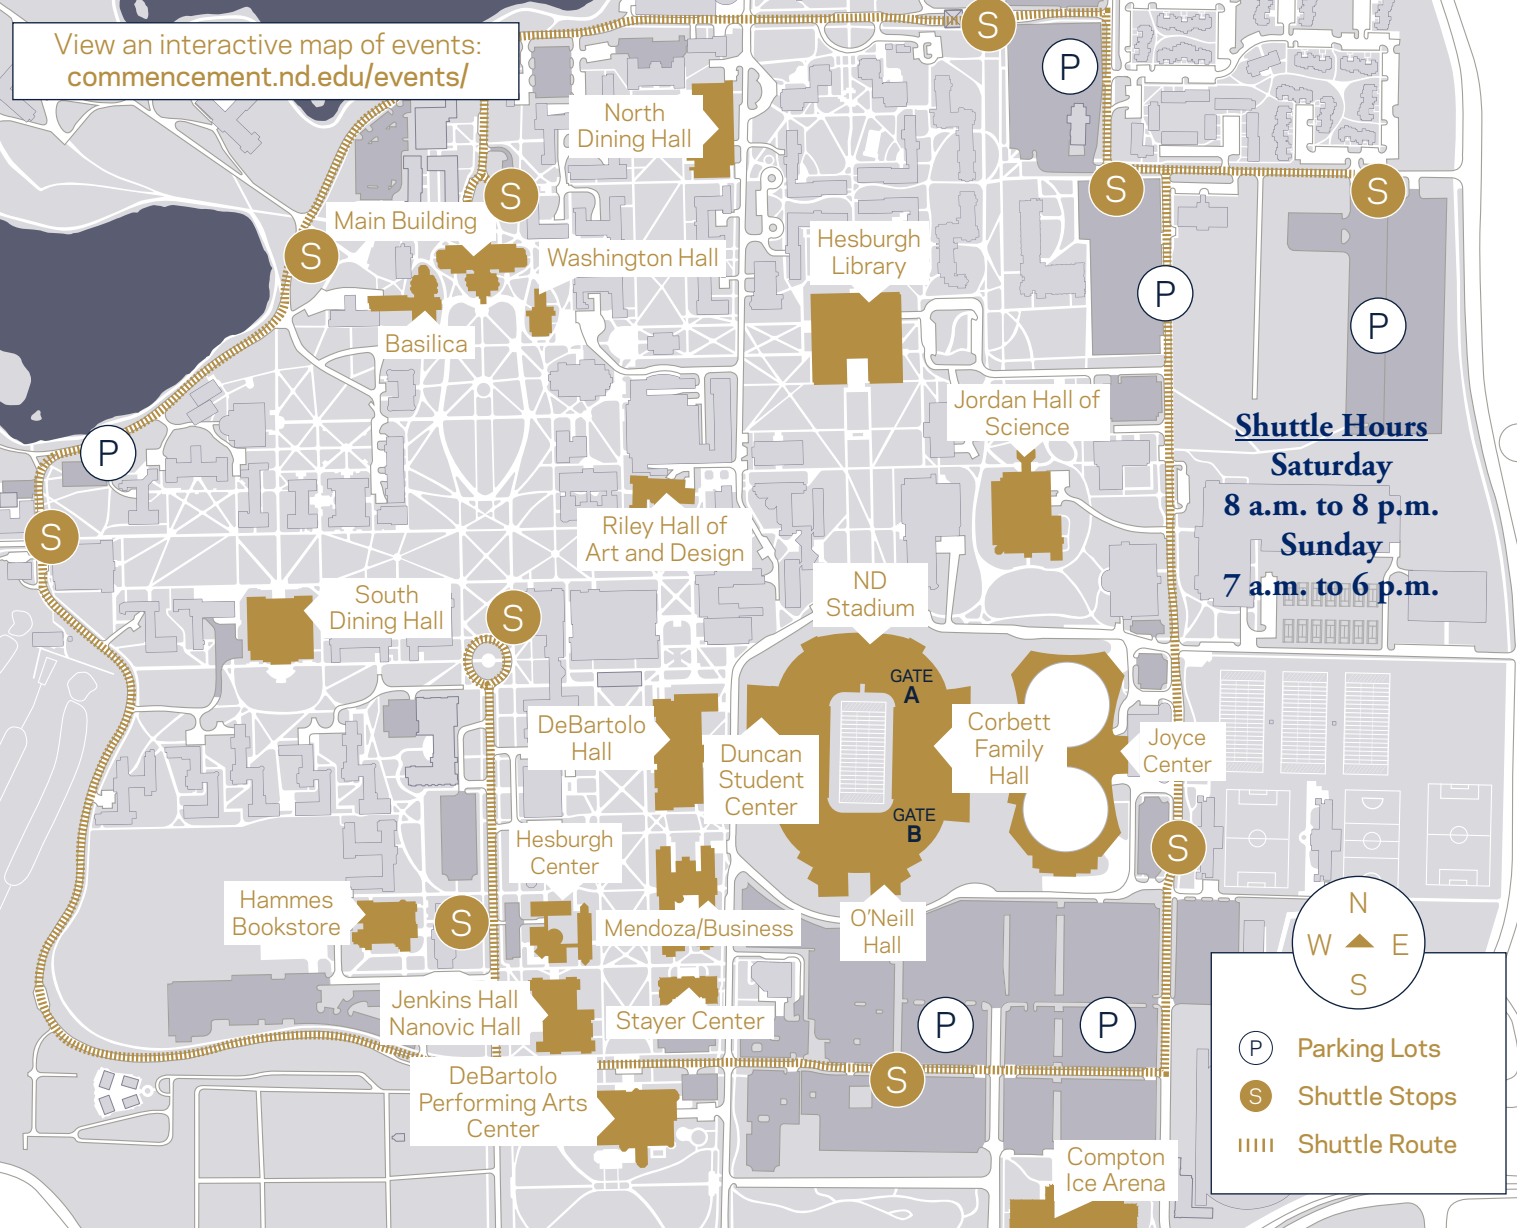 View an interactive map of events:
commencement.nd.edu/events/
S
P
North
Dining Hall
S
S
S
Main Building
S
Washington Hall
Hesburgh
Library
P
P
Basilica
Jordan Hall of
Science
Shuttle Hours
Saturday
8 a.m. to 8 p.m.
Sunday
7 a.m. to 6 p.m.
P
S
Riley Hall of
Art and Design
ND
Stadium
South
Dining Hall
S
GATE
A
DeBartolo
Hall
Duncan
Student
Center
Corbett
Family
Hall
Joyce
Center
GATE
B
S
Hesburgh
Center
Hammes
Bookstore
S
Mendoza/Business
O'Neill
Hall
N
W E
S
Jenkins Hall
Nanovic Hall
Stayer Center
P
P
S
DeBartolo
Performing Arts
Center
Compton
Ice Arena
P Parking Lots
S Shuttle Stops
Shuttle Route